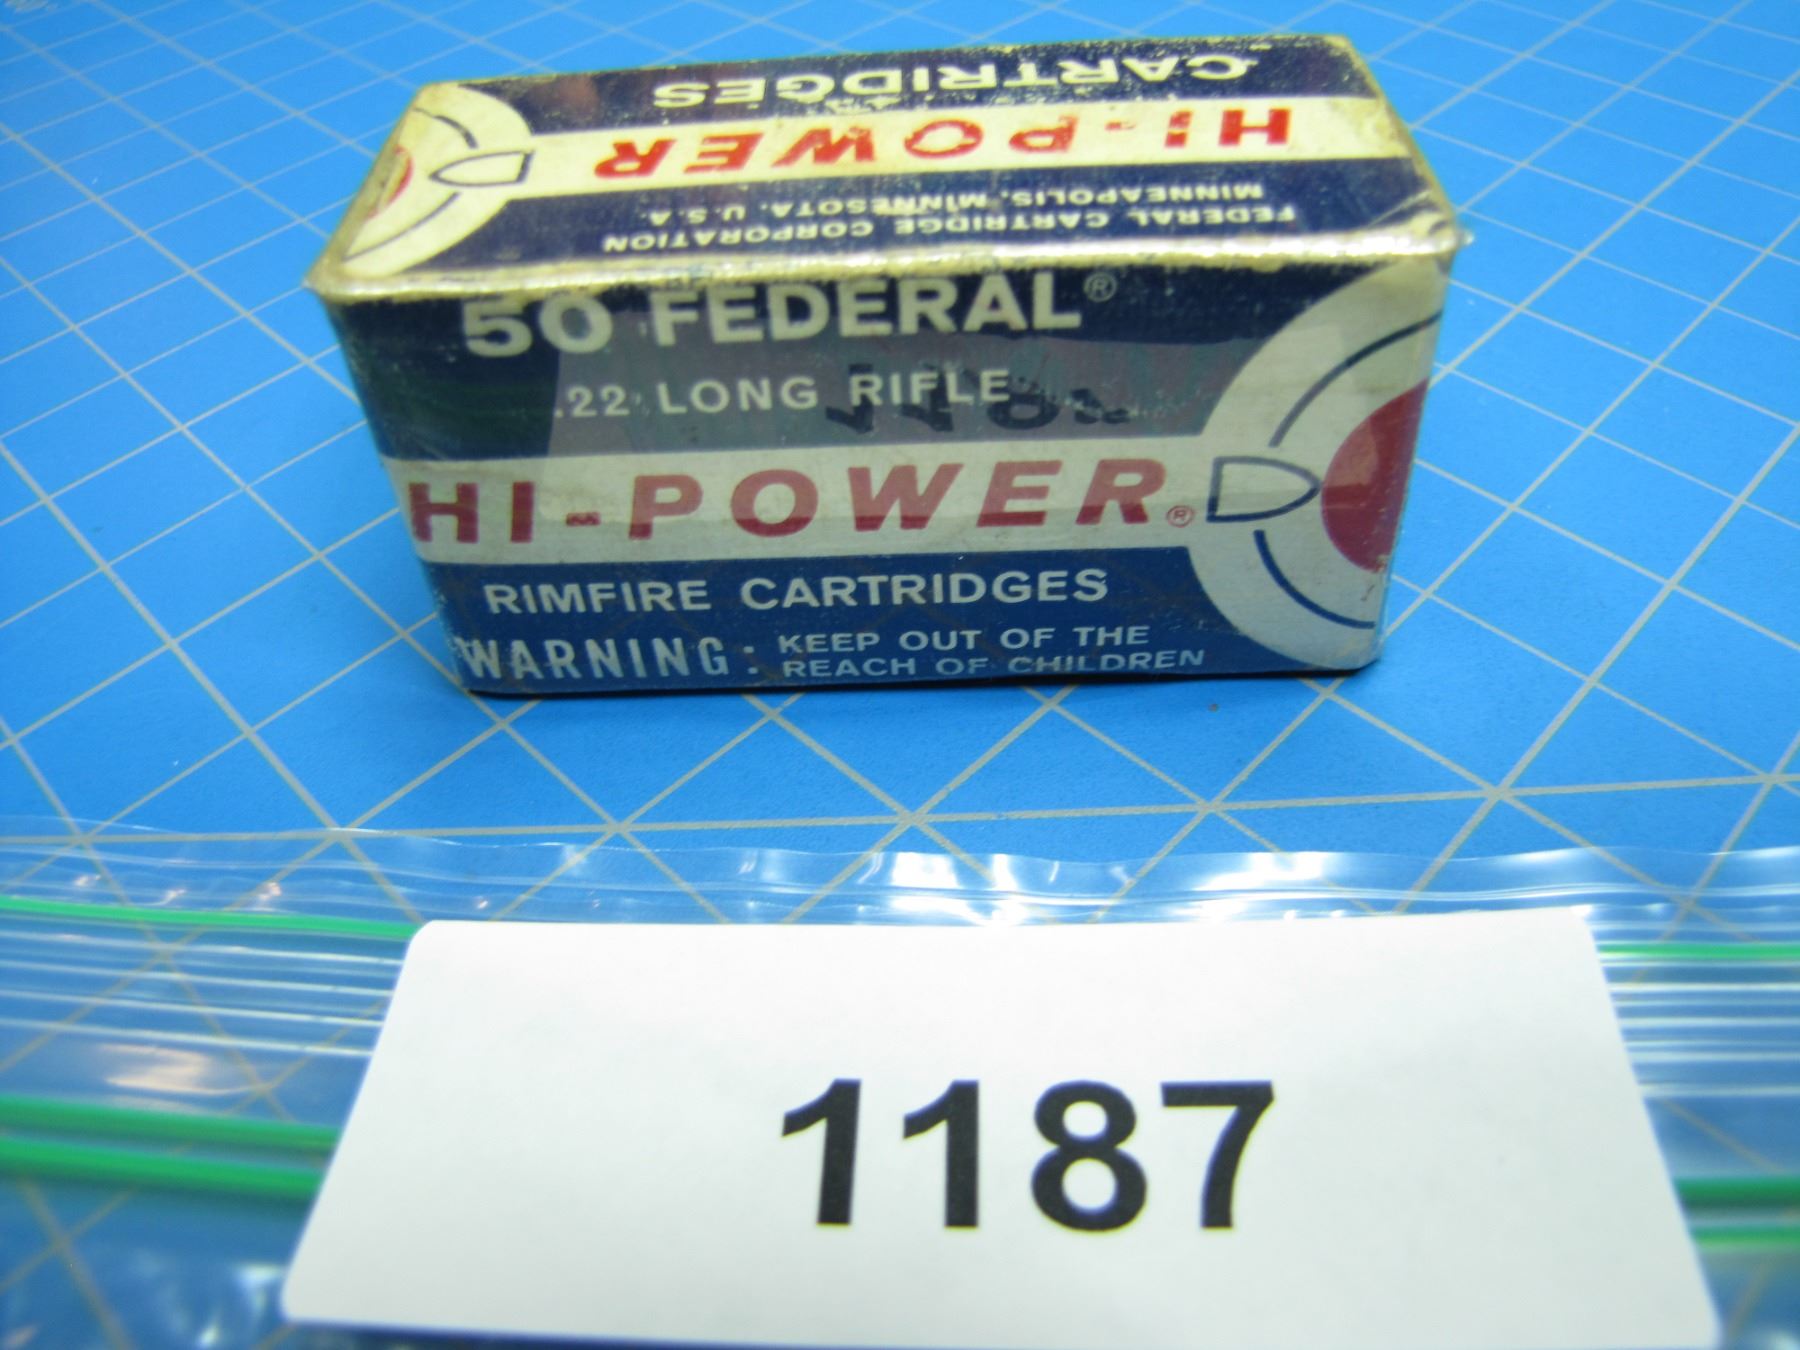 CARTRIDGES
HI-POWER
FEDERAL CARTRIDGE CORPORATION
MINNEAPOLIS, MINNESOTA, U.S.A.
50 FEDERAL®
.22 LONG RIFLE
HI-POWER®
RIMFIRE CARTRIDGES
WARNING: KEEP OUT OF THE
REACH OF CHILDREN
1187